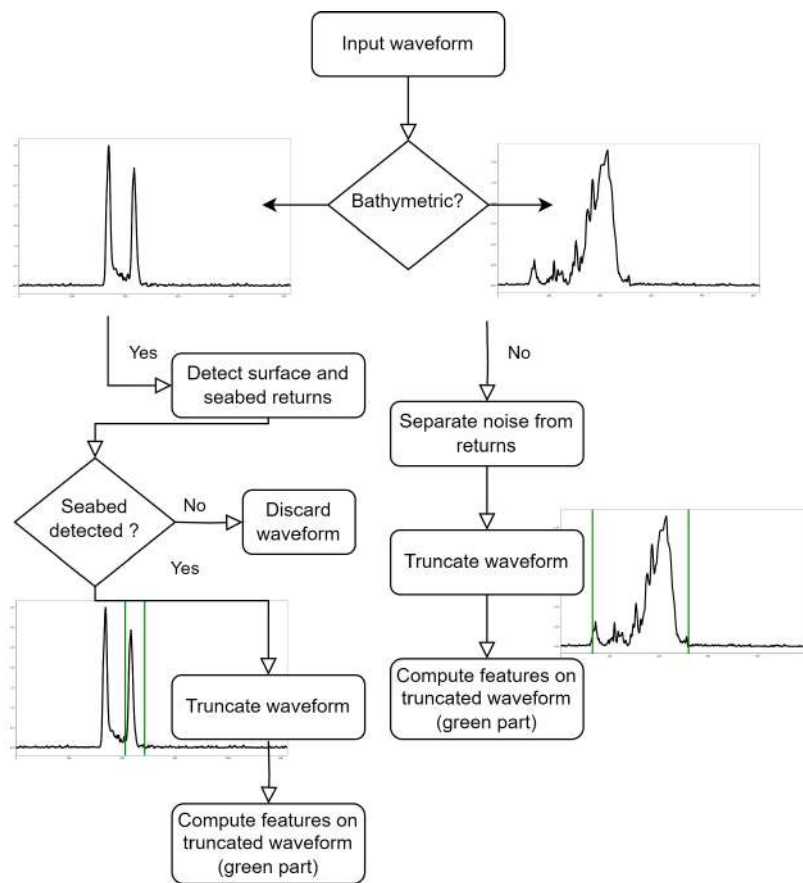 Input waveform
Bathymetric?
Yes
No
Detect surface and
seabed returns
Separate noise from
returns
Seabed
detected ?
No
Discard
waveform
Yes
Truncate waveform
Truncate waveform
Compute features on
truncated waveform
(green part)
Compute features on
truncated waveform
(green part)